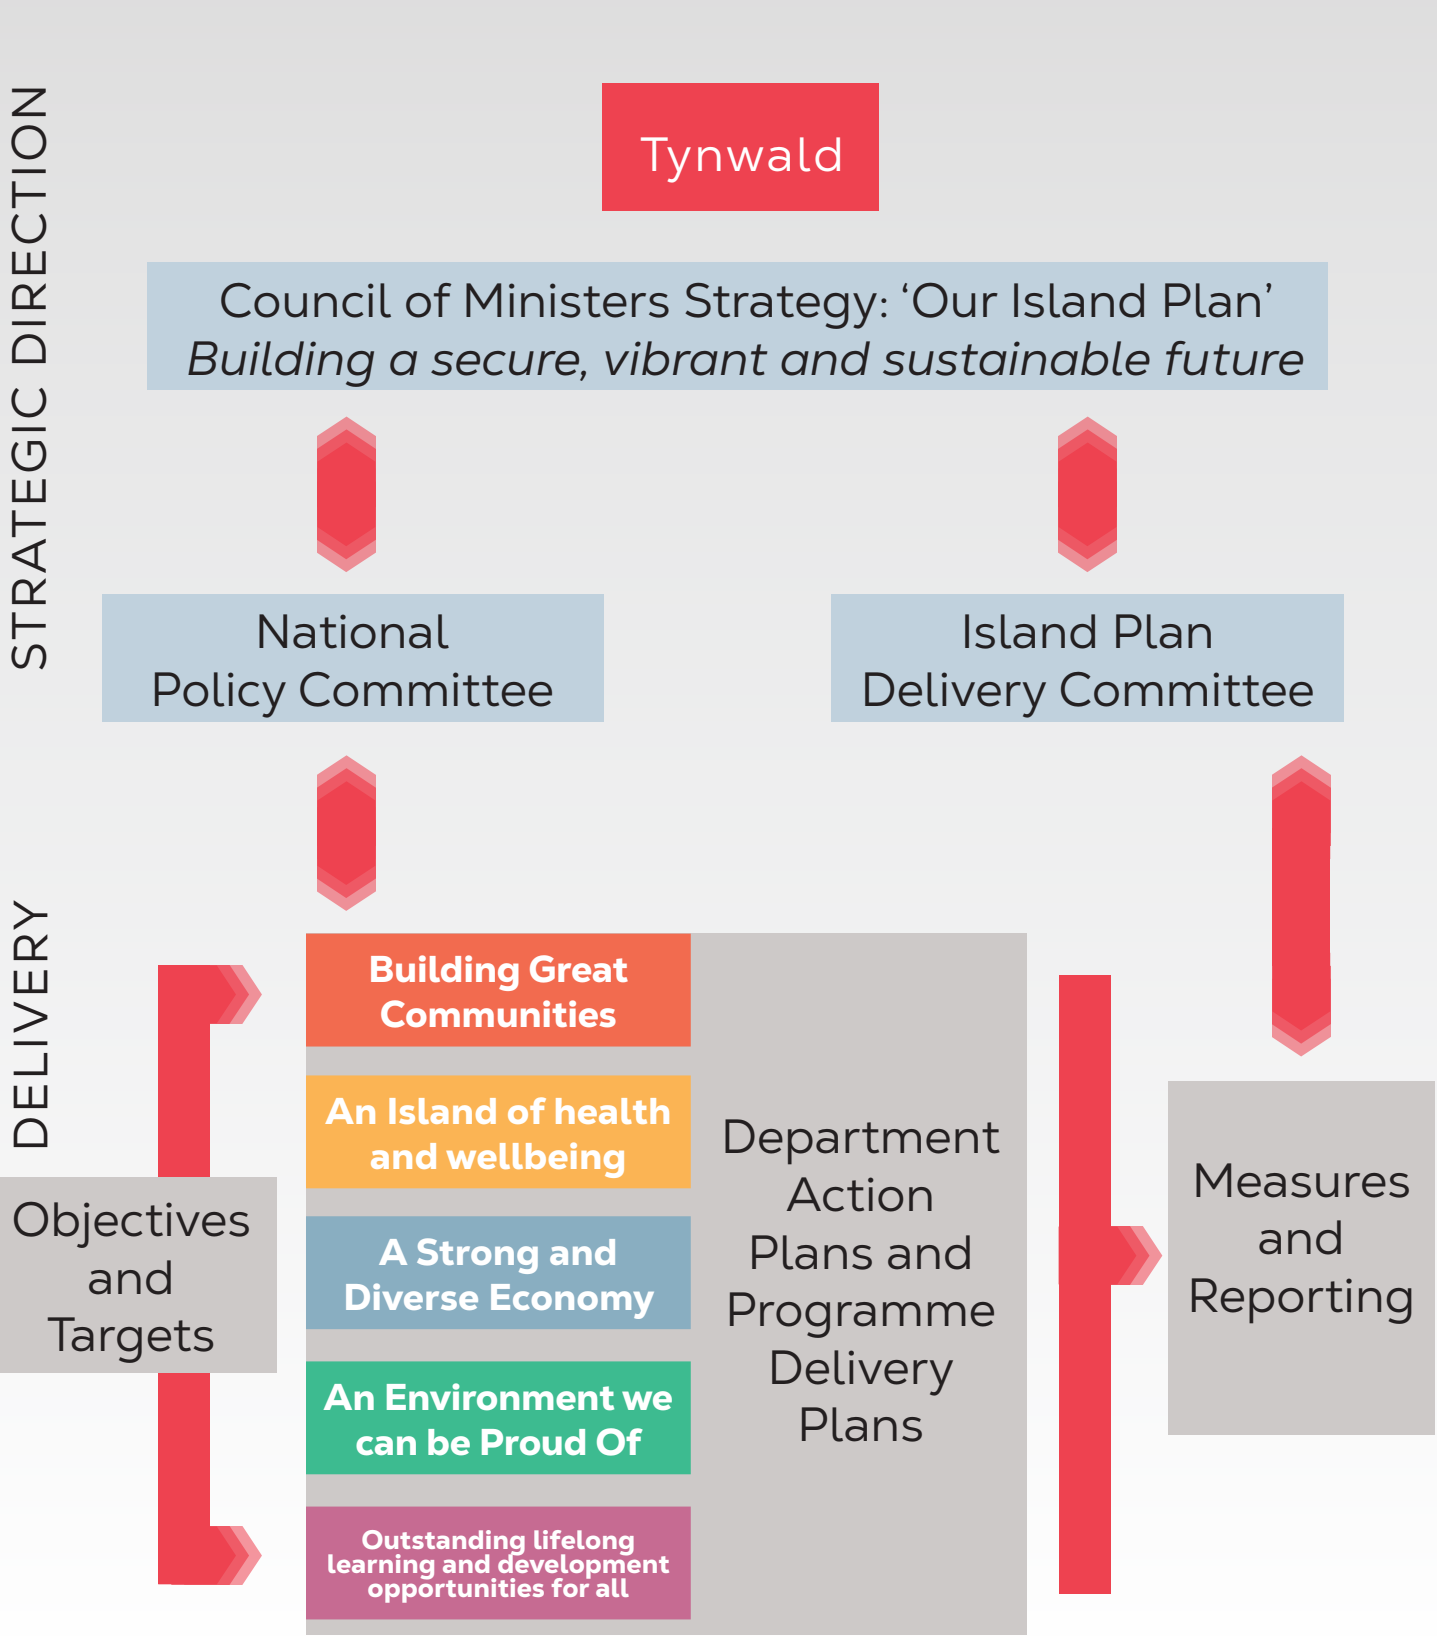 STRATEGIC DIRECTION
Tynwald
Council of Ministers Strategy: ‘Our Island Plan’
Building a secure, vibrant and sustainable future
National
Policy Committee
Island Plan
Delivery Committee
DELIVERY
Objectives
and
Targets
Building Great
Communities
An Island of health
and wellbeing
A Strong and
Diverse Economy
An Environment we
can be Proud Of
Outstanding lifelong
learning and development
opportunities for all
Department
Action
Plans and
Programme
Delivery
Plans
Measures
and
Reporting